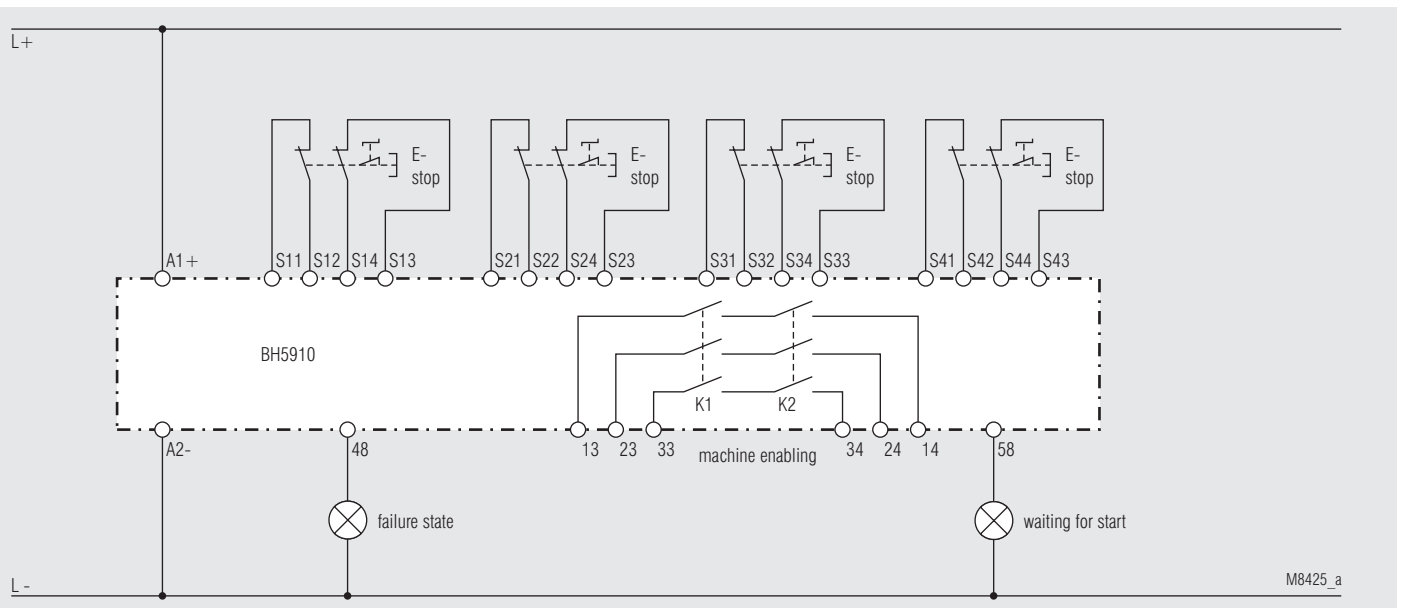 L+
E-
stop
E-
stop
E-
stop
E-
stop
A1+ S11 S12 S14 S13 S21 S22 S24 S23 S31 S32 S34 S33 S41 S42 S44 S43
BH5910
K1 K2
A2- 48 13 23 33 machine enabling 34 24 14 58
failure state waiting for start
L - M8425_a